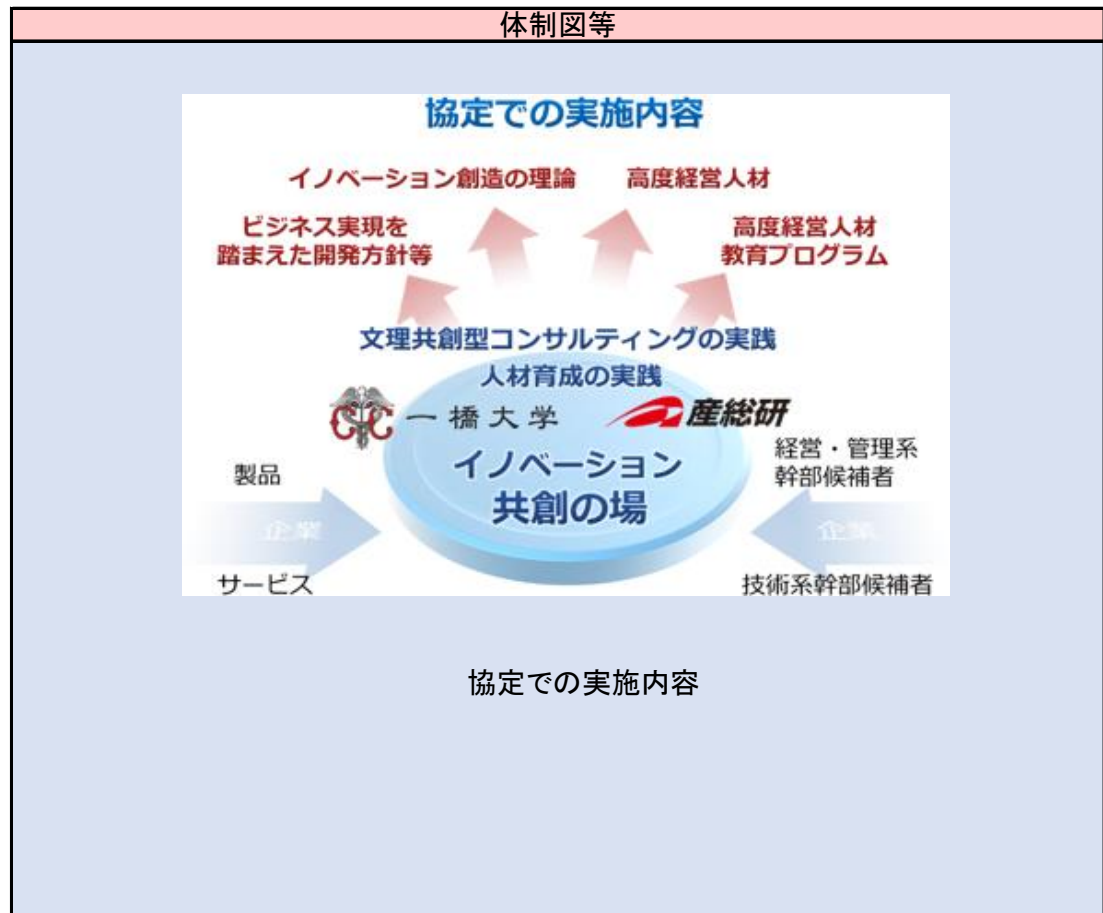 体制図等
協定での実施内容
イノベーション創造の理論
高度経営人材
ビジネス実現を
踏まえた開発方針等
高度経営人材
教育プログラム
文理共創型コンサルティングの実践
人材育成の実践
一橋大学
産総研
イノベーション
共創の場
製品
企業
サービス
経営・管理系
幹部候補者
企業
技術系幹部候補者
協定での実施内容